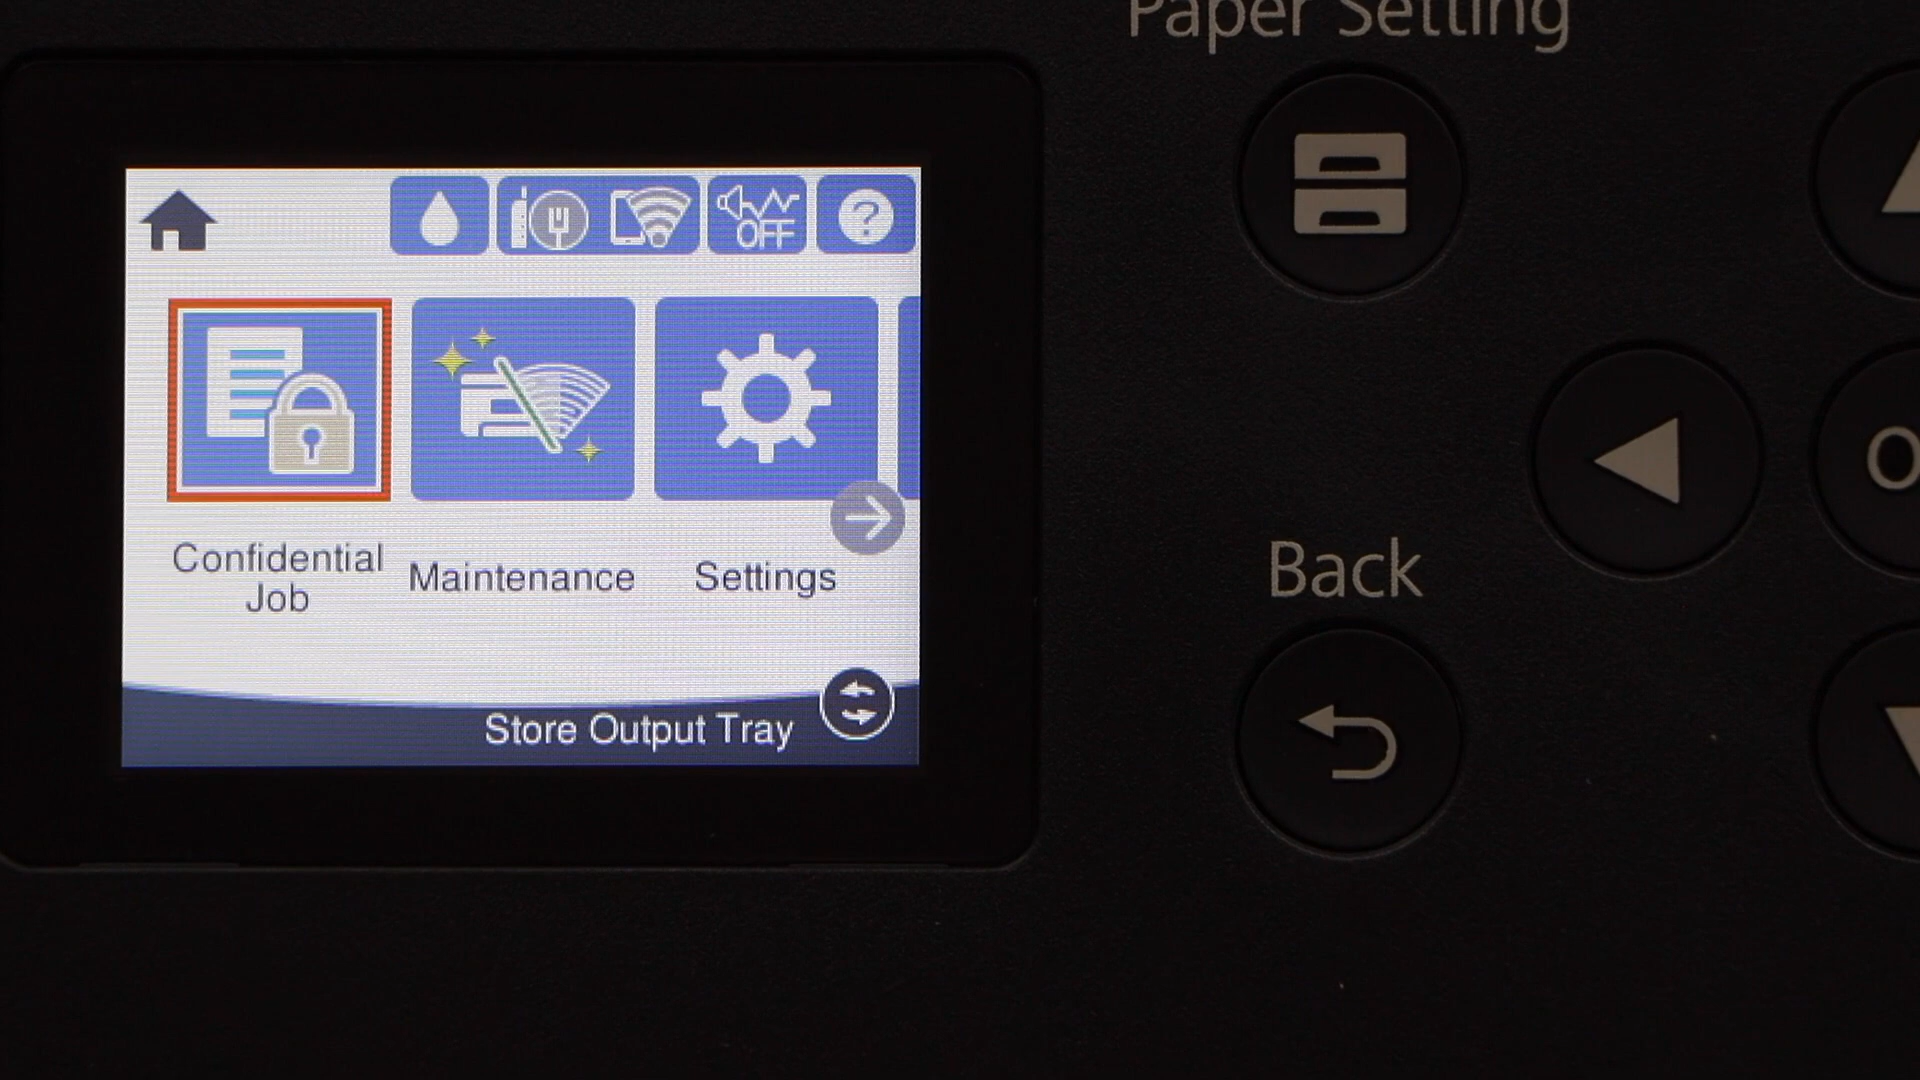 Paper Setting
OFF
?
Confidential
Job
Maintenance
Settings
Back
Store Output Tray